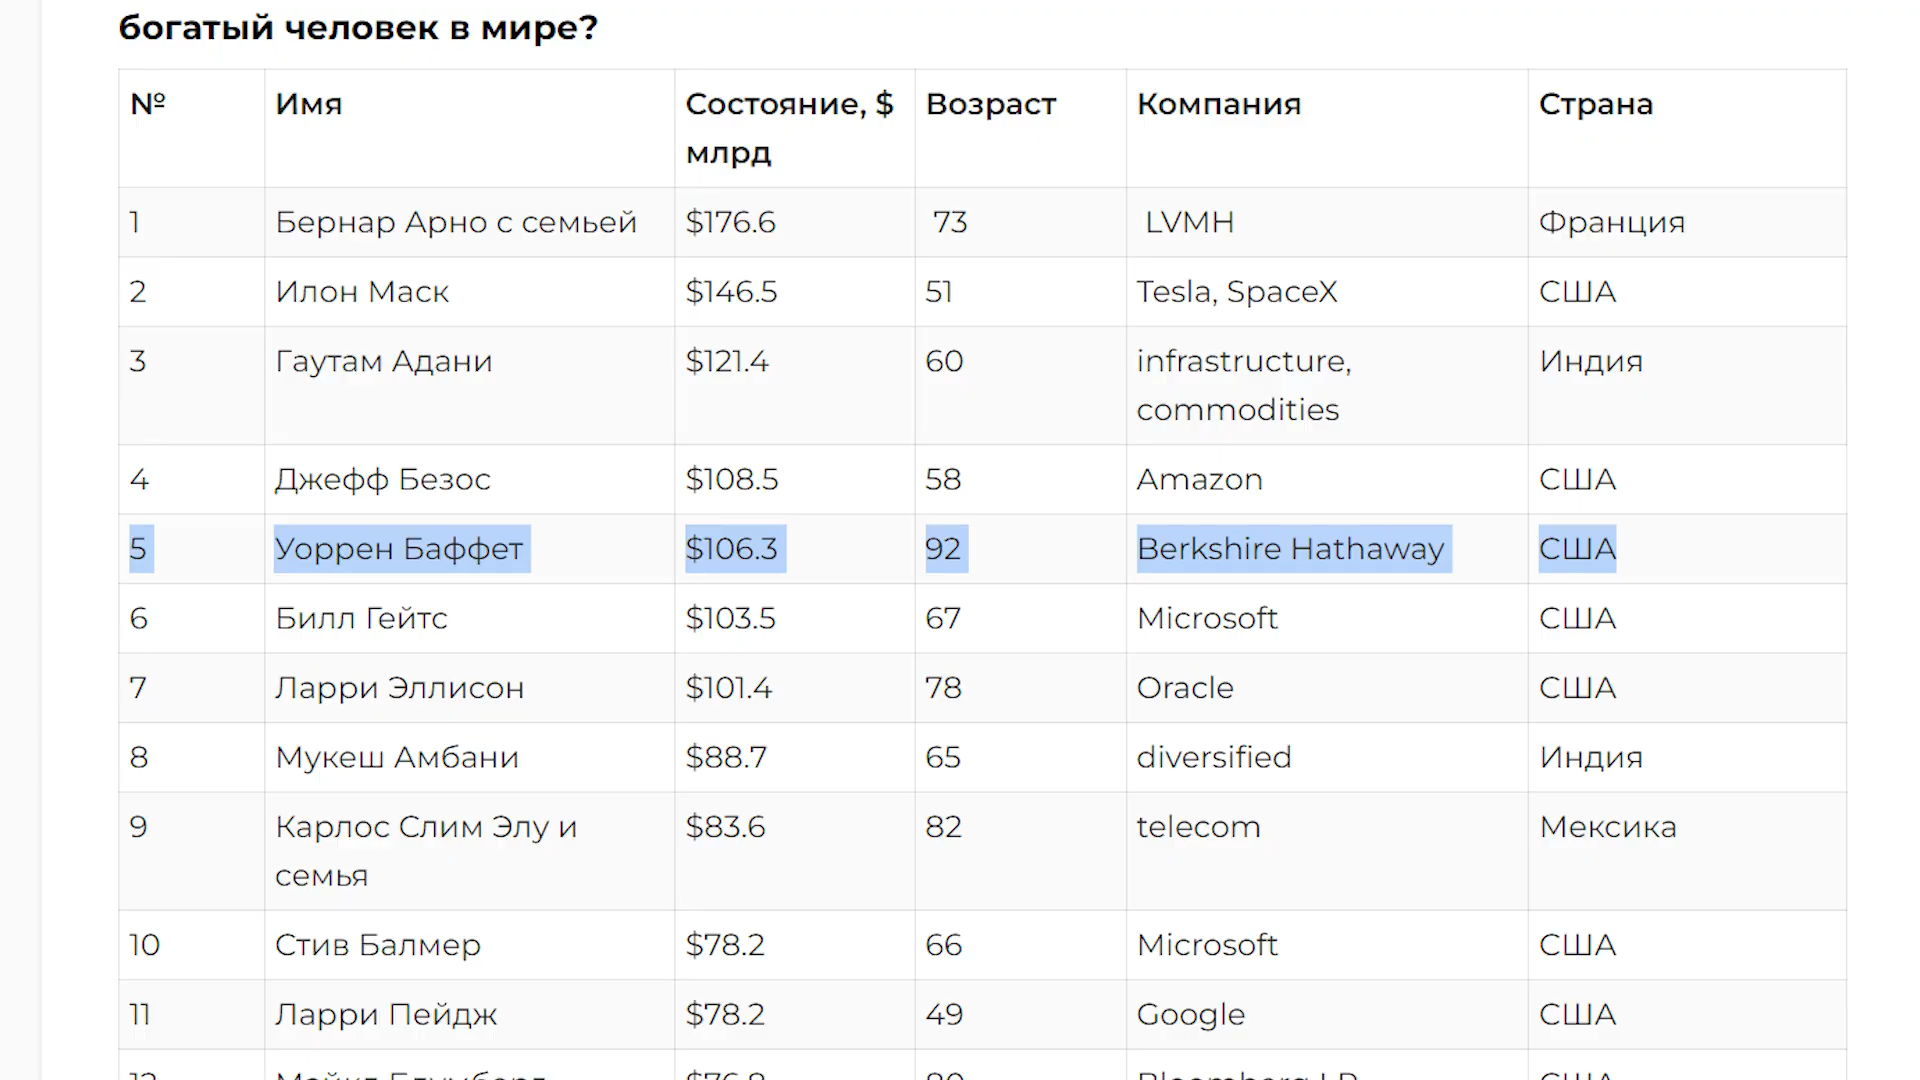 богатый человек в мире?
№ Имя Состояние, $ млрд Возраст Компания Страна
1 Бернар Арно с семьей $176.6 73 LVMH Франция
2 Илон Маск $146.5 51 Tesla, SpaceX США
3 Гаутам Адани $121.4 60 infrastructure, commodities Индия
4 Джефф Безос $108.5 58 Amazon США
5 Уоррен Баффет $106.3 92 Berkshire Hathaway США
6 Билл Гейтс $103.5 67 Microsoft США
7 Ларри Эллисон $101.4 78 Oracle США
8 Мукеш Амбани $88.7 65 diversified Индия
9 Карлос Слим Элу и семья $83.6 82 telecom Мексика
10 Стив Балмер $78.2 66 Microsoft США
11 Ларри Пейдж $78.2 49 Google США